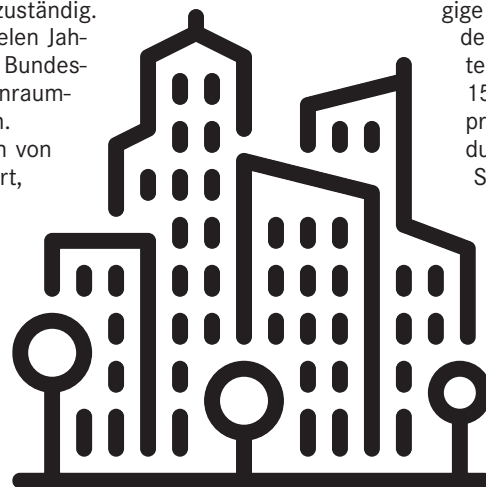 zuständig.
elen Jah-
Bundes-
nraum-
n von
rt,
gige
de
te
15
pr
du
S